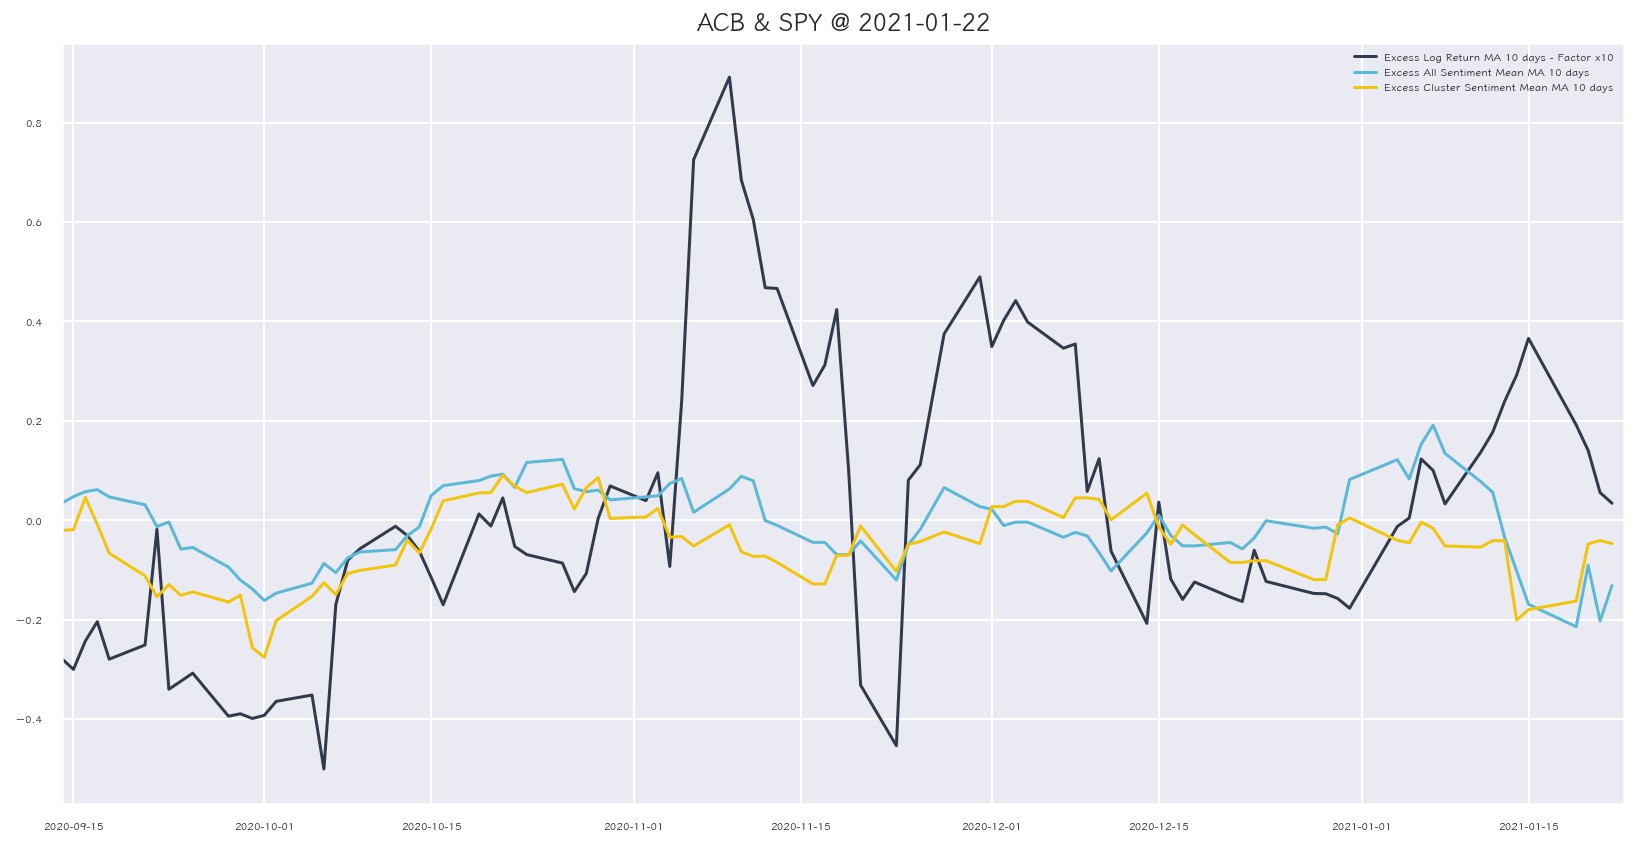 ACB & SPY @ 2021-01-22
Excess Log Return MA 10 days - Factor x10
Excess All Sentiment Mean MA 10 days
Excess Cluster Sentiment Mean MA 10 days
0.8
0.6
0.4
0.2
0.0
−0.2
−0.4
2020-09-15 2020-10-01 2020-10-15 2020-11-01 2020-11-15 2020-12-01 2020-12-15 2021-01-01 2021-01-15